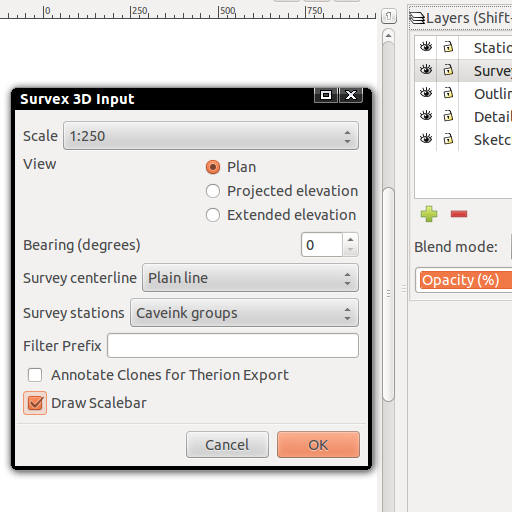 0 250 500 750
Layers (Shift-
Survex 3D Input
Scale 1:250
View Plan
Projected elevation
Extended elevation
Bearing (degrees) 0
Survey centerline Plain line
Survey stations Caveink groups
Filter Prefix
Annotate Clones for Therion Export
Draw Scalebar
Cancel OK
Statio
Survey
Outlin
Detail
Sketc
Blend mode:
Opacity (%)